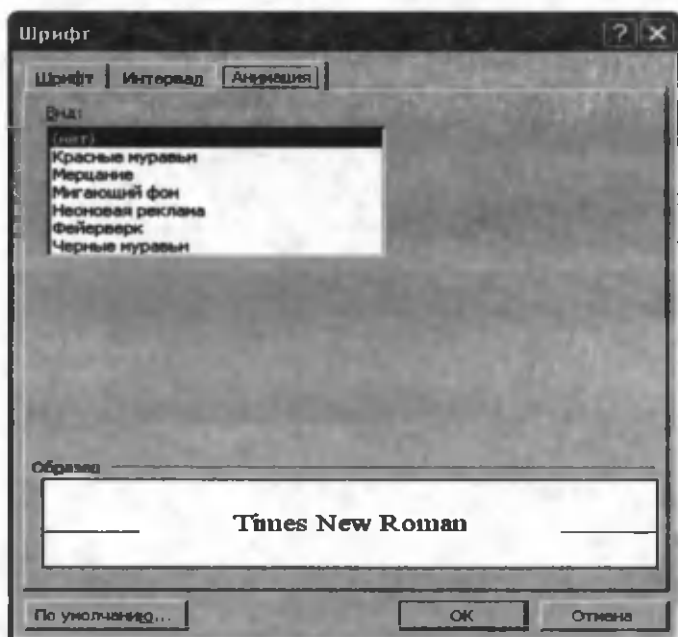 Шрифт
Шрифт Интервал Анимация
Вид:
(нет)
Красные муравьи
Мерцание
Мигающий фон
Неоновая реклама
Фейерверк
Черные муравьи
Образец
Times New Roman
По умолчанию... ОК Отмена